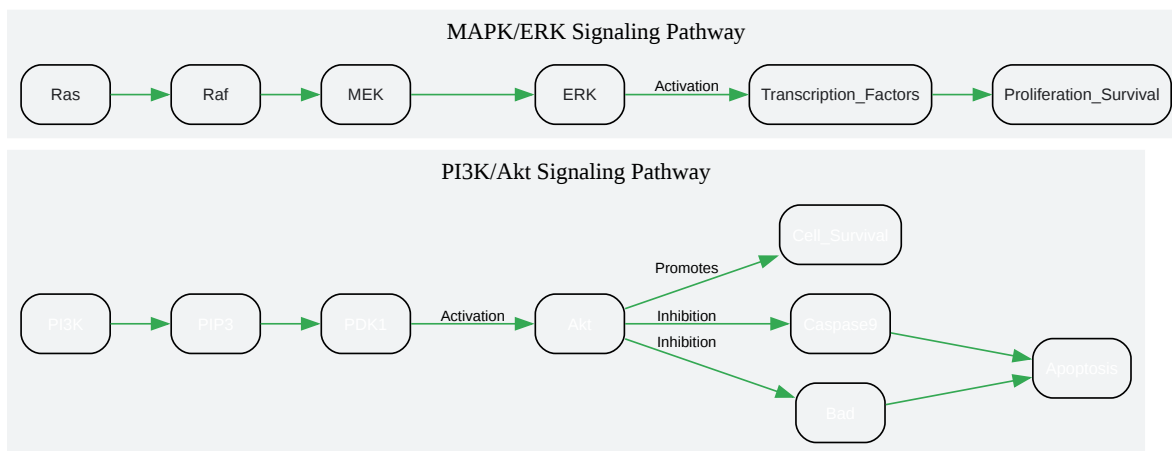 MAPK/ERK Signaling Pathway
Ras
Raf
MEK
ERK
Activation
Transcription_Factors
Proliferation_Survival
PI3K/Akt Signaling Pathway
Cell_Survival
Promotes
PI3K
PIP3
PDK1
Activation
Akt
Inhibition
Caspase9
Inhibition
Apoptosis
Bad